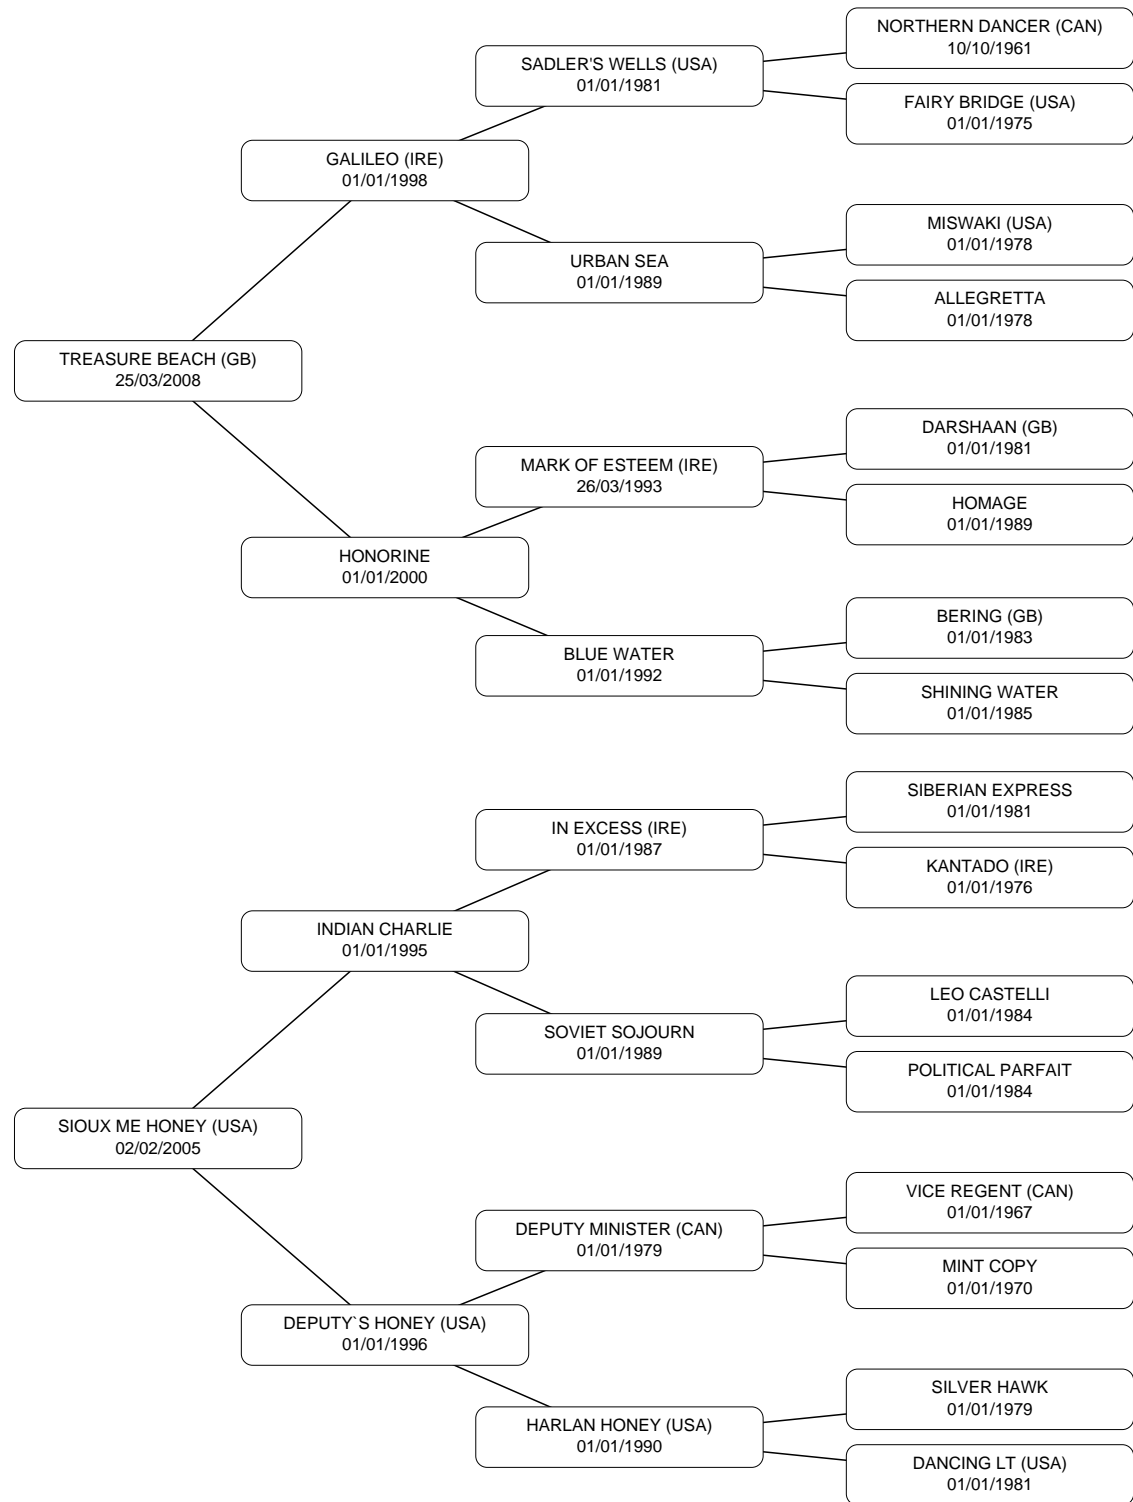 NORTHERN DANCER (CAN)
10/10/1961
SADLER'S WELLS (USA)
01/01/1981
FAIRY BRIDGE (USA)
01/01/1975
GALILEO (IRE)
01/01/1998
MISWAKI (USA)
01/01/1978
URBAN SEA
01/01/1989
ALLEGRETTA
01/01/1978
TREASURE BEACH (GB)
25/03/2008
DARSHAAN (GB)
01/01/1981
MARK OF ESTEEM (IRE)
26/03/1993
HOMAGE
01/01/1989
HONORINE
01/01/2000
BERING (GB)
01/01/1983
BLUE WATER
01/01/1992
SHINING WATER
01/01/1985
SIBERIAN EXPRESS
01/01/1981
IN EXCESS (IRE)
01/01/1987
KANTADO (IRE)
01/01/1976
INDIAN CHARLIE
01/01/1995
LEO CASTELLI
01/01/1984
SOVIET SOJOURN
01/01/1989
POLITICAL PARFAIT
01/01/1984
SIOUX ME HONEY (USA)
02/02/2005
VICE REGENT (CAN)
01/01/1967
DEPUTY MINISTER (CAN)
01/01/1979
MINT COPY
01/01/1970
DEPUTY`S HONEY (USA)
01/01/1996
SILVER HAWK
01/01/1979
HARLAN HONEY (USA)
01/01/1990
DANCING LT (USA)
01/01/1981